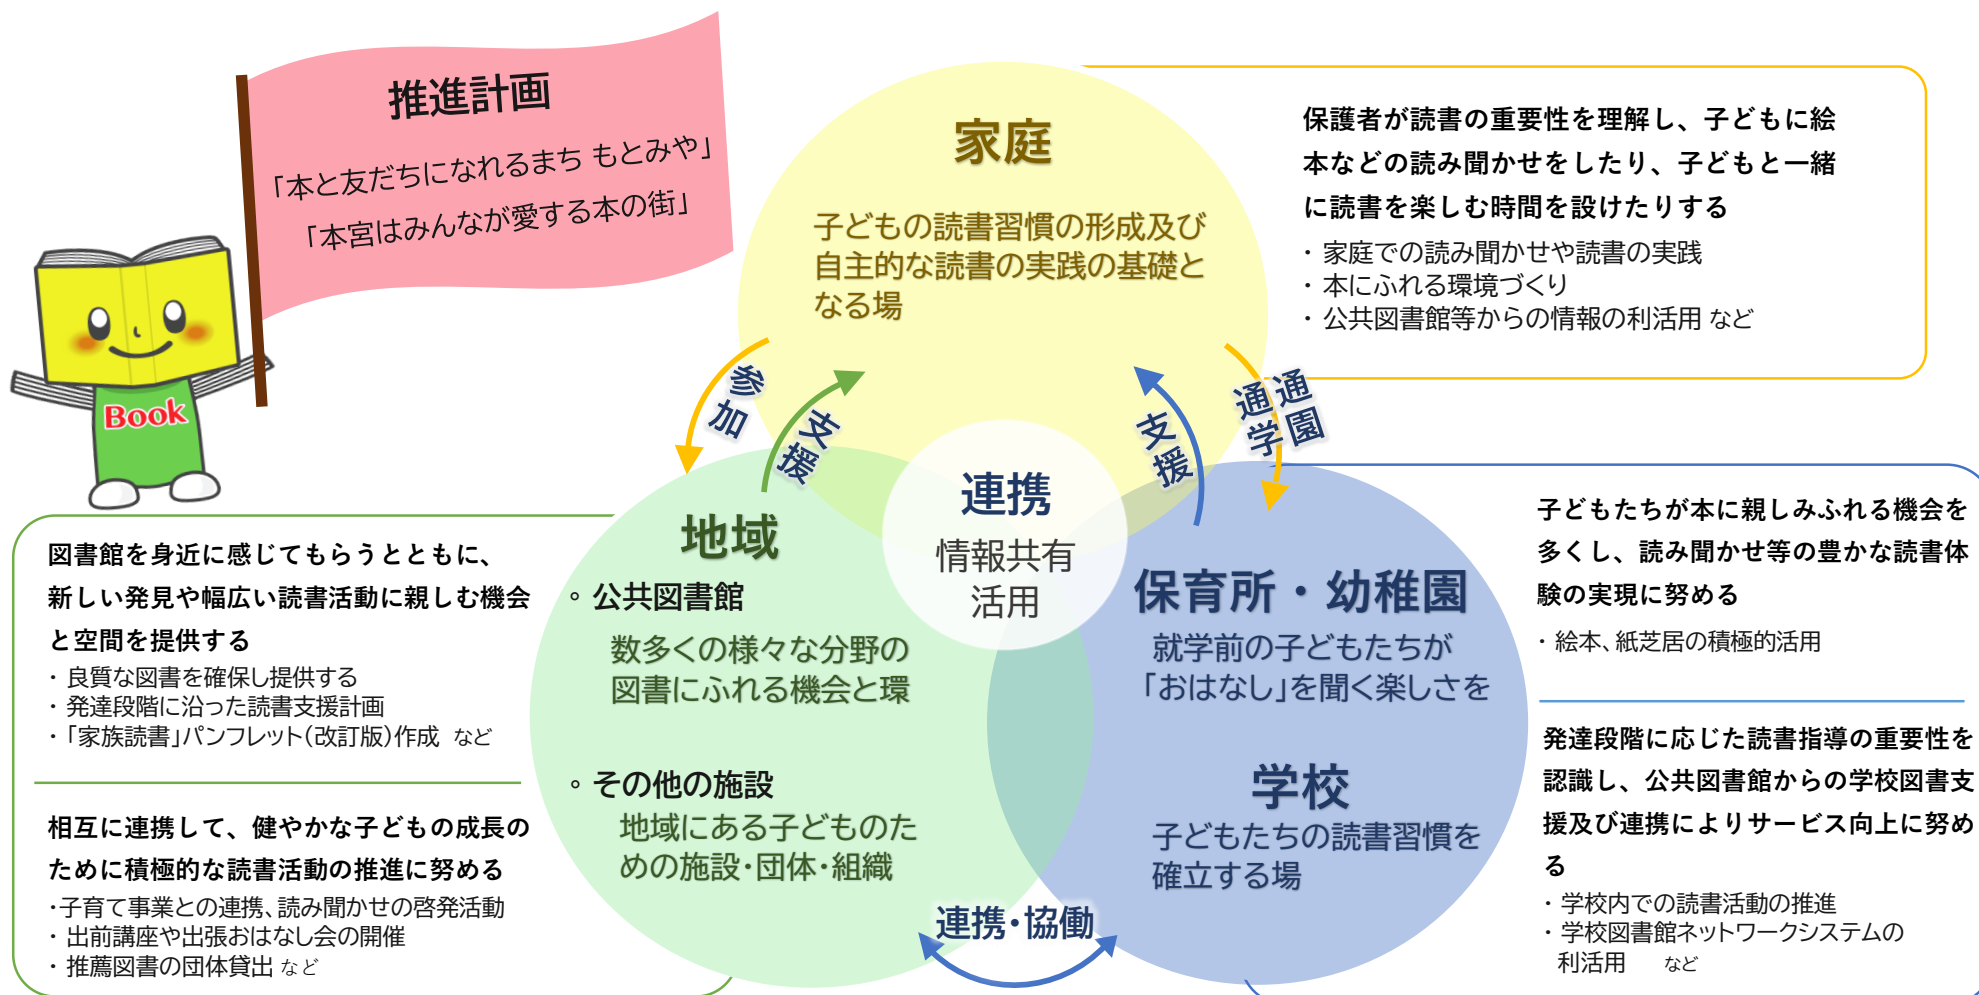 推進計画
「本と友だちになれるまち もとみや」
「本宮はみんなが愛する本の街」
Book
家庭
子どもの読書習慣の形成及び
自主的な読書の実践の基礎と
なる場
保護者が読書の重要性を理解し、子どもに絵
本などの読み聞かせをしたり、子どもと一緒
に読書を楽しむ時間を設けたりする
・家庭での読み聞かせや読書の実践
・本にふれる環境づくり
・公共図書館等からの情報の利活用 など
参加
支援
支援
通学
通園
連携
情報共有
活用
地域
◦ 公共図書館
数多くの様々な分野の
図書にふれる機会と環
◦ その他の施設
地域にある子どものた
めの施設・団体・組織
図書館を身近に感じてもらうとともに、
新しい発見や幅広い読書活動に親しむ機会
と空間を提供する
・良質な図書を確保し提供する
・発達段階に沿った読書支援計画
・「家族読書」パンフレット(改訂版)作成 など
相互に連携して、健やかな子どもの成長の
ために積極的な読書活動の推進に努める
・子育て事業との連携、読み聞かせの啓発活動
・出前講座や出張おはなし会の開催
・推薦図書の団体貸出 など
保育所・幼稚園
就学前の子どもたちが
「おはなし」を聞く楽しさを
学校
子どもたちの読書習慣を
確立する場
連携・協働
子どもたちが本に親しみふれる機会を
多くし、読み聞かせ等の豊かな読書体
験の実現に努める
・絵本、紙芝居の積極的活用
発達段階に応じた読書指導の重要性を
認識し、公共図書館からの学校図書支
援及び連携によりサービス向上に努め
る
・学校内での読書活動の推進
・学校図書館ネットワークシステムの
利活用 など